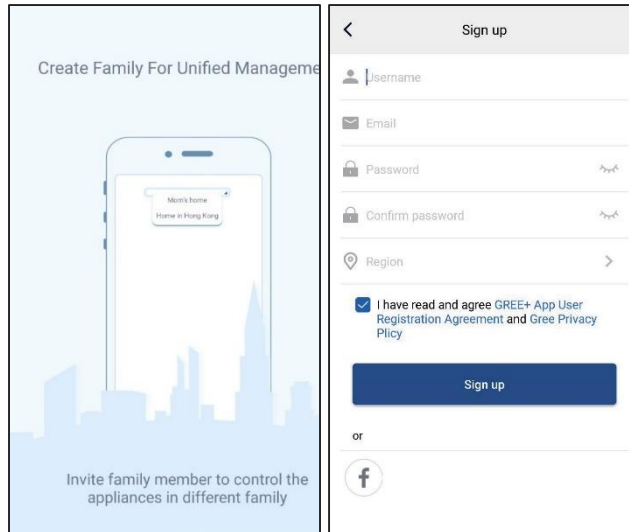 Create Family For Unified Manageme
Mom's home
Home in Hong Kong
Invite family member to control the
appliances in different family
Sign up
Username
Email
Password
Confirm password
Region
I have read and agree GREE+ App User
Registration Agreement and Gree Privacy
Plicy
Sign up
or
f